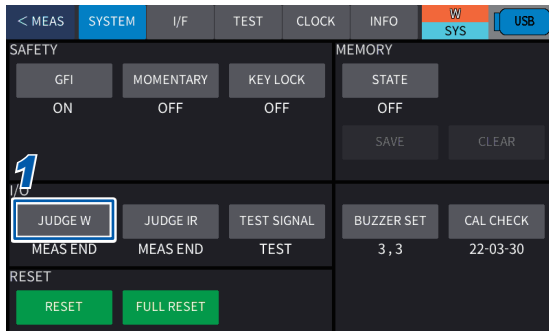 < MEAS SYSTEM I/F TEST CLOCK INFO W SYS USB
SAFETY
GFI MOMENTARY KEY LOCK
ON OFF OFF
MEMORY
STATE
OFF
SAVE CLEAR
1
I/O
JUDGE W JUDGE IR TEST SIGNAL
MEAS END MEAS END TEST
BUZZER SET CAL CHECK
3 , 3 22-03-30
RESET
RESET FULL RESET